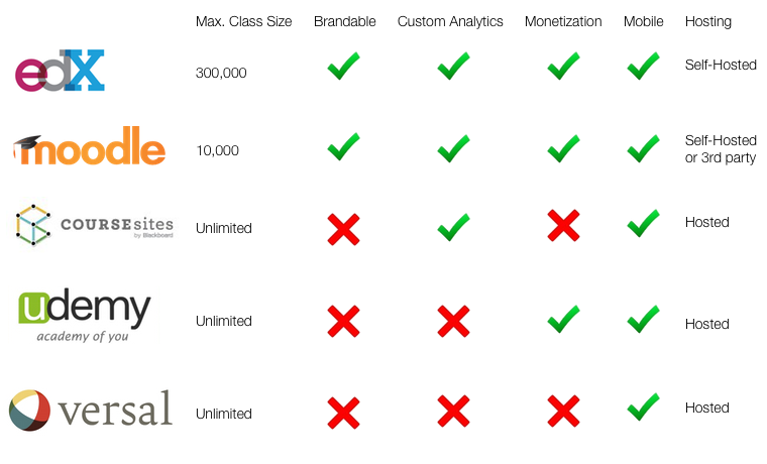 Max. Class Size Brandable Custom Analytics Monetization Mobile Hosting
edX
300,000
Self-Hosted
moodle
10,000
Self-Hosted
or 3rd party
COURSEsites
by Blackboard
Unlimited
Hosted
udemy
academy of you
Unlimited
Hosted
versal
Unlimited
Hosted